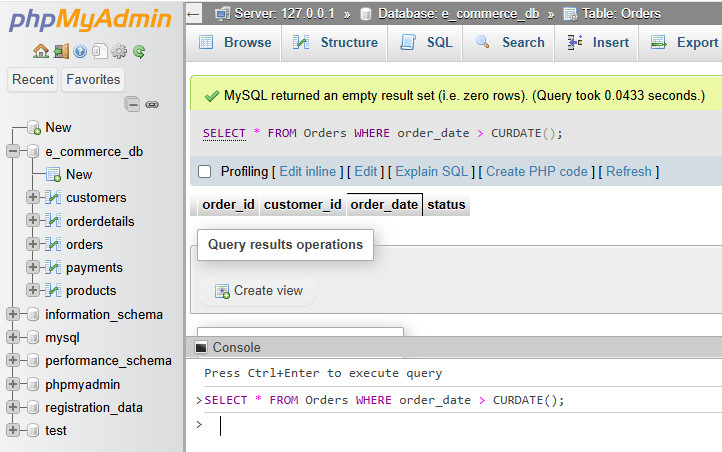 phpMyAdmin
Recent Favorites
New
e_commerce_db
New
customers
orderdetails
orders
payments
products
information_schema
mysql
performance_schema
phpmyadmin
registration_data
test
Server: 127.0.0.1 » Database: e_commerce_db » Table: Orders
Browse Structure SQL Search Insert Export
MySQL returned an empty result set (i.e. zero rows). (Query took 0.0433 seconds.)
SELECT * FROM Orders WHERE order_date > CURDATE();
Profiling [ Edit inline ] [ Edit ] [ Explain SQL ] [ Create PHP code ] [ Refresh ]
order_id customer_id order_date status
Query results operations
Create view
Console
Press Ctrl+Enter to execute query
>SELECT * FROM Orders WHERE order_date > CURDATE();
>